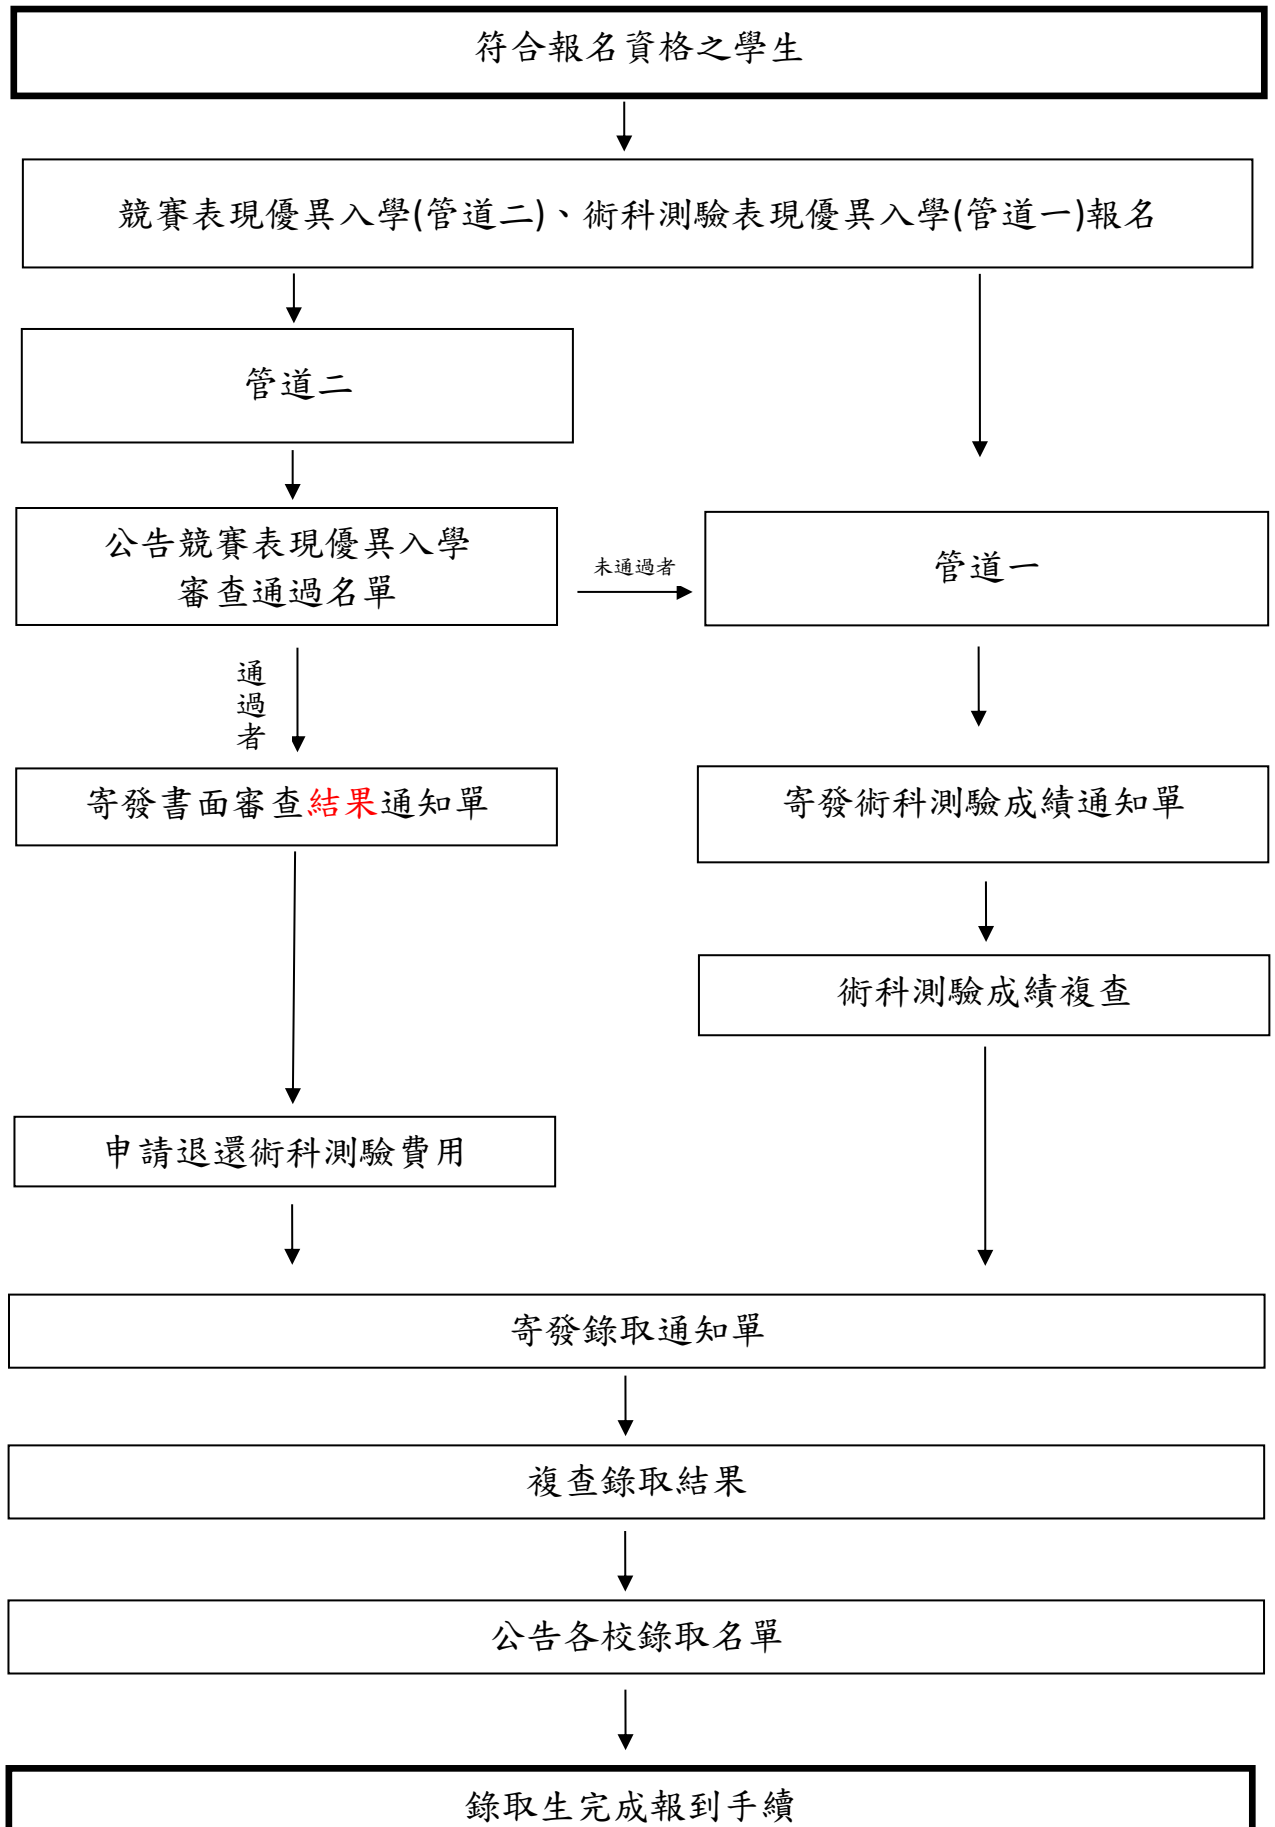 符合報名資格之學生
競賽表現優異入學(管道二)、術科測驗表現優異入學(管道一)報名
管道二
公告競賽表現優異入學
審查通過名單
未通過者
管道一
通過者
寄發書面審查結果通知單
寄發術科測驗成績通知單
術科測驗成績複查
申請退還術科測驗費用
寄發錄取通知單
複查錄取結果
公告各校錄取名單
錄取生完成報到手續